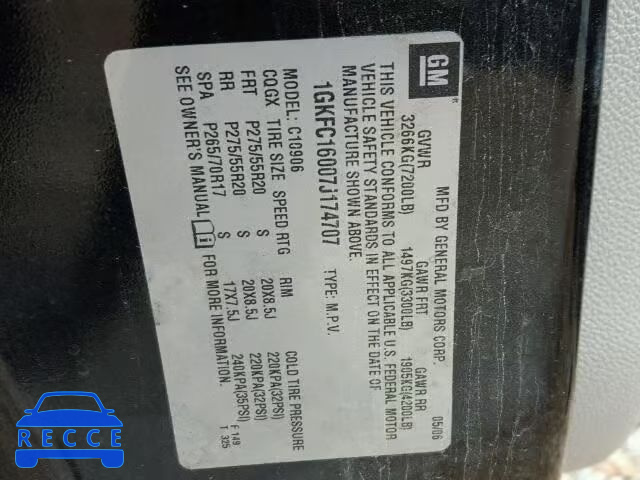 GM
MFD BY GENERAL MOTORS CORP. 05/06
GVWR GAWR FRT GAWR RR
3266KG(7200LB) 1497KG(3300LB) 1905KG(4200LB)
THIS VEHICLE CONFORMS TO ALL APPLICABLE U.S. FEDERAL MOTOR
VEHICLE SAFETY STANDARDS IN EFFECT ON THE DATE OF
MANUFACTURE SHOWN ABOVE.
1GKFC16007J174707 TYPE: M.P.V.
MODEL: C10906
COGX TIRE SIZE SPEED RTG RIM COLD TIRE PRESSURE
FRT P275/55R20 S 20X8.5J 220KPA(32PSI)
RR P275/55R20 S 20X8.5J 220KPA(32PSI)
SPA P265/70R17 S 17X7.5J 240KPA(35PSI)
SEE OWNER'S MANUAL i FOR MORE INFORMATION.
F 149
T 325
AUTOBIDMASTER